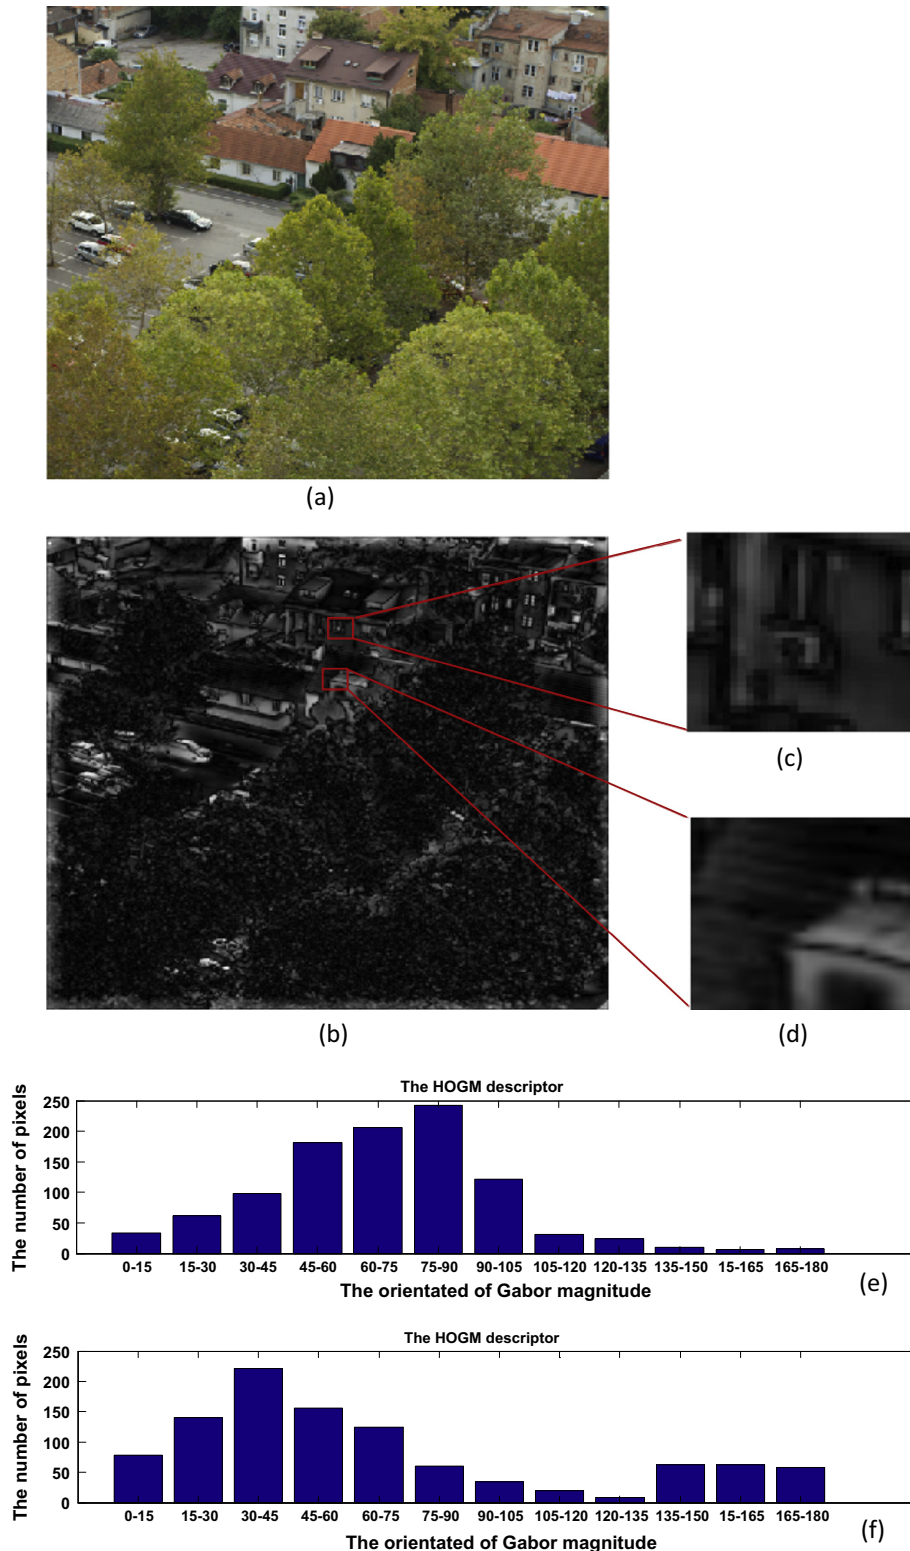 (a)
(c)
(b)
(d)
The HOGM descriptor
The number of pixels
250
200
150
100
50
0
0-15 15-30 30-45 45-60 60-75 75-90 90-105 105-120 120-135 135-150 15-165 165-180
The orientated of Gabor magnitude
(e)
The HOGM descriptor
The number of pixels
250
200
150
100
50
0
0-15 15-30 30-45 45-60 60-75 75-90 90-105 105-120 120-135 135-150 15-165 165-180
The orientated of Gabor magnitude
(f)